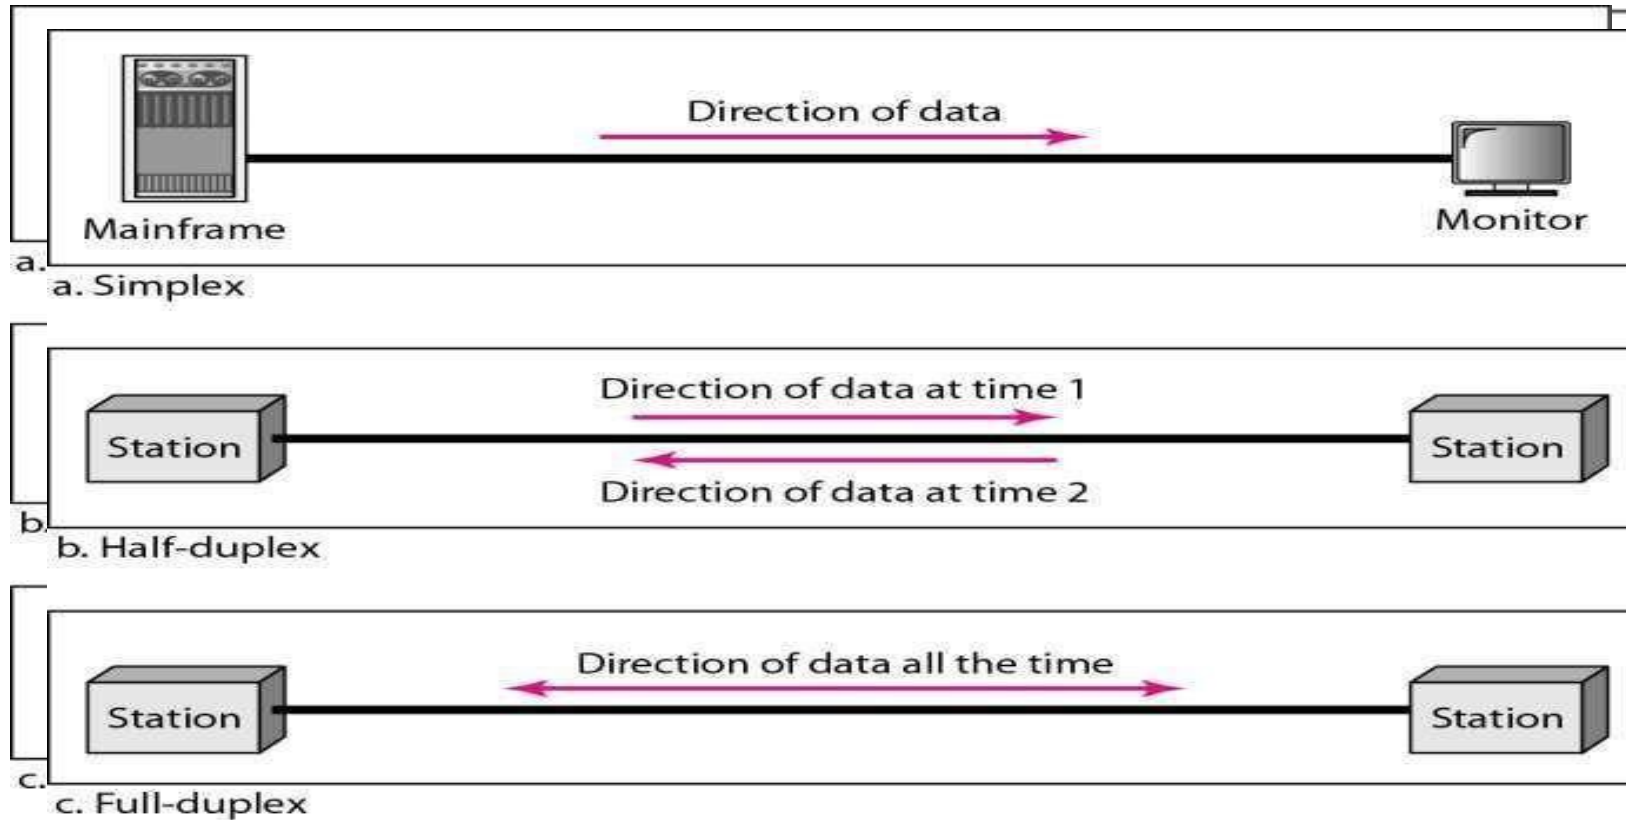 Direction of data
Mainframe
Monitor
a.
a. Simplex
Direction of data at time 1
Station
Station
Direction of data at time 2
b.
b. Half-duplex
Direction of data all the time
Station
Station
c.
c. Full-duplex